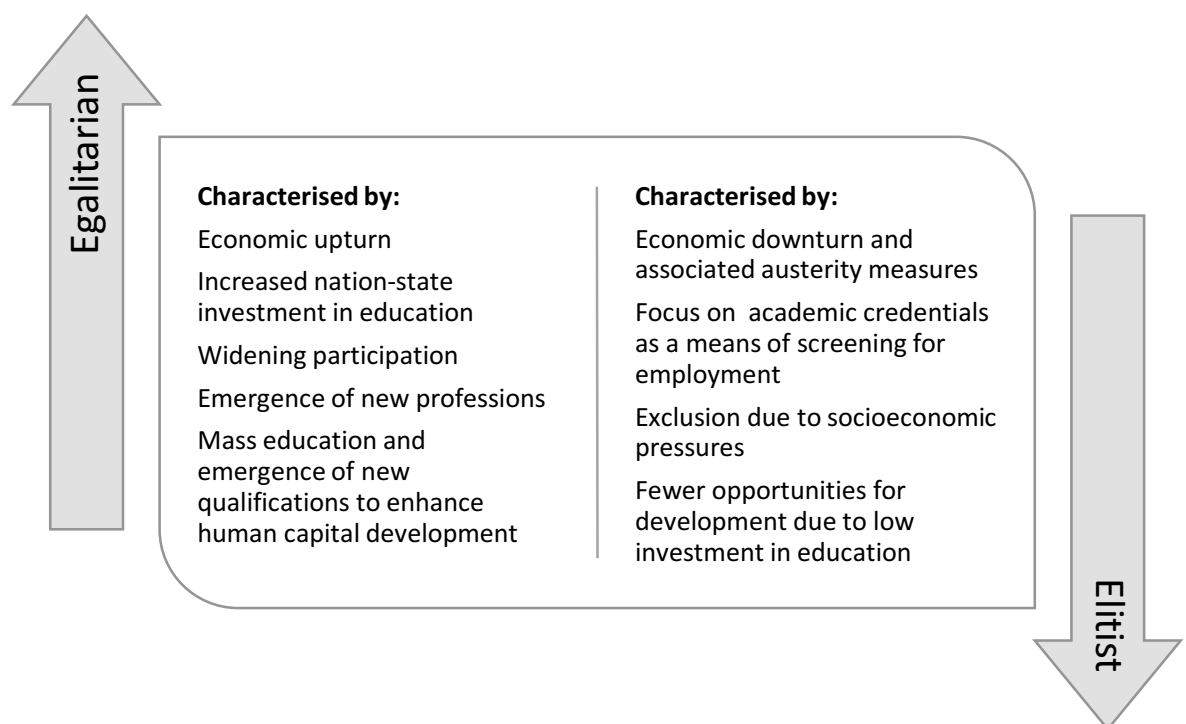 Egalitarian
Characterised by:
Economic upturn
Increased nation-state
investment in education
Widening participation
Emergence of new professions
Mass education and
emergence of new
qualifications to enhance
human capital development
Characterised by:
Economic downturn and
associated austerity measures
Focus on  academic credentials
as a means of screening for
employment
Exclusion due to socioeconomic
pressures
Fewer opportunities for
development due to low
investment in education
Elitist